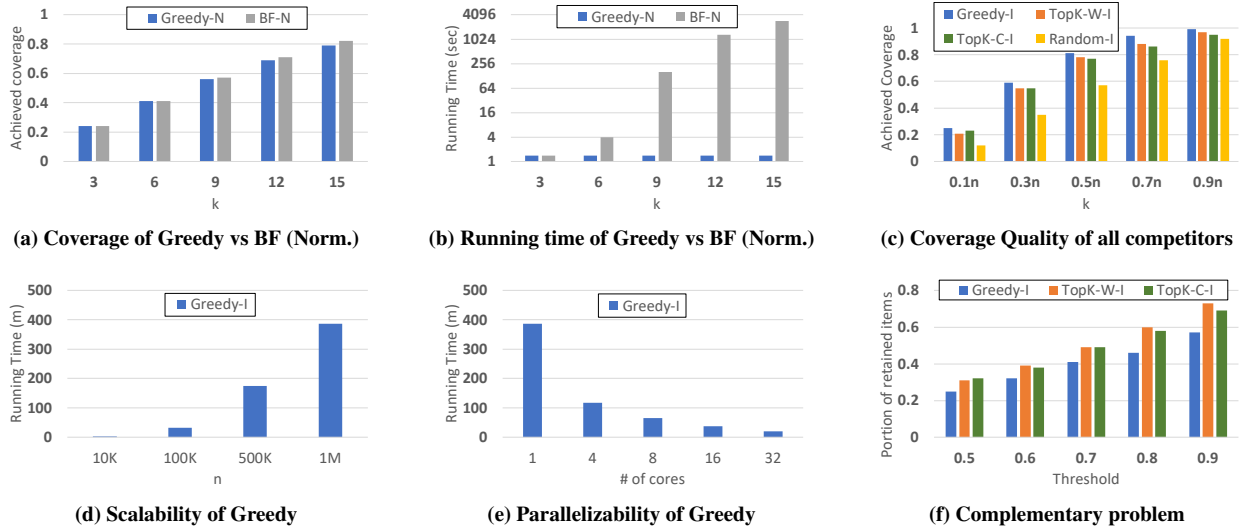 Greedy-N BF-N
Achieved coverage
1
0.8
0.6
0.4
0.2
0
3 6 9 12 15
k
(a) Coverage of Greedy vs BF (Norm.)
Greedy-N BF-N
Running Time (sec)
4096
1024
256
64
16
4
1
3 6 9 12 15
k
(b) Running time of Greedy vs BF (Norm.)
Greedy-I TopK-W-I
TopK-C-I Random-I
Achieved Coverage
1
0.8
0.6
0.4
0.2
0
0.1n 0.3n 0.5n 0.7n 0.9n
k
(c) Coverage Quality of all competitors
Greedy-I
Running Time (m)
500
400
300
200
100
0
10K 100K 500K 1M
n
(d) Scalability of Greedy
Greedy-I
Running Time (m)
500
400
300
200
100
0
1 4 8 16 32
# of cores
(e) Parallelizability of Greedy
Greedy-I TopK-W-I TopK-C-I
Portion of retained items
0.8
0.6
0.4
0.2
0
0.5 0.6 0.7 0.8 0.9
Threshold
(f) Complementary problem